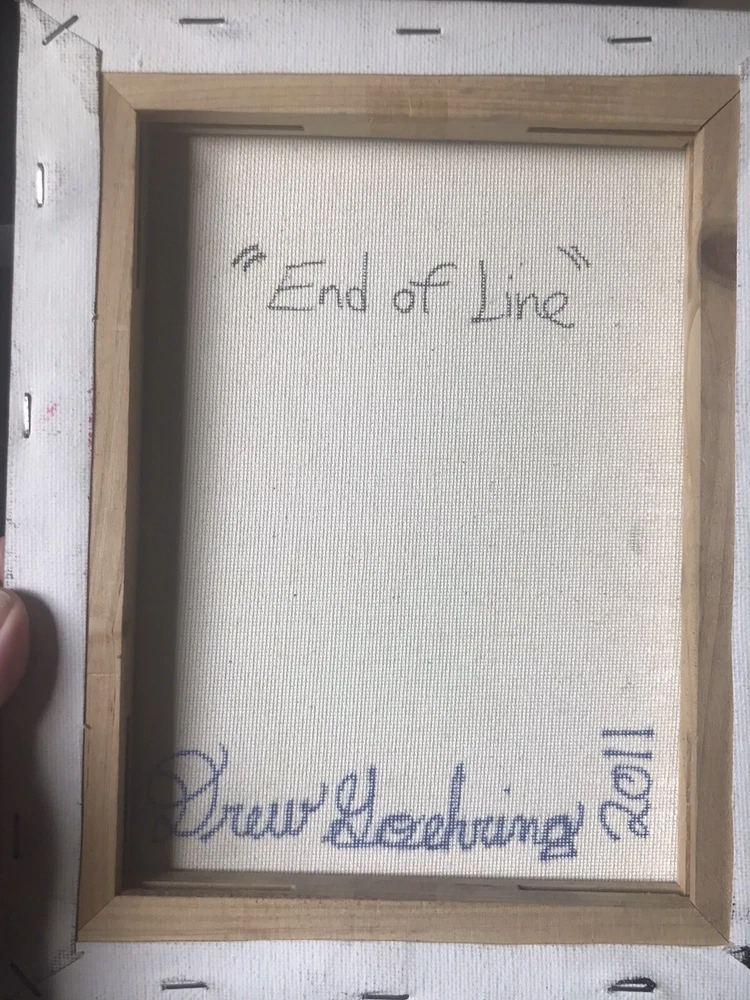 "End of Line"
Drew Goehring 2011